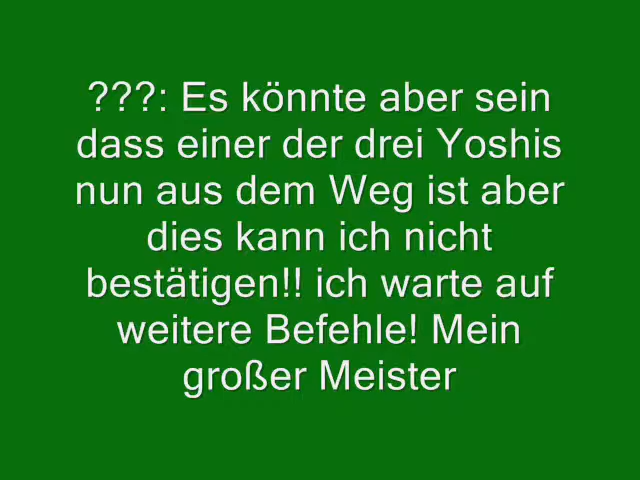 ???: Es könnte aber sein
dass einer der drei Yoshis
nun aus dem Weg ist aber
dies kann ich nicht
bestätigen!! ich warte auf
weitere Befehle! Mein
großer Meister